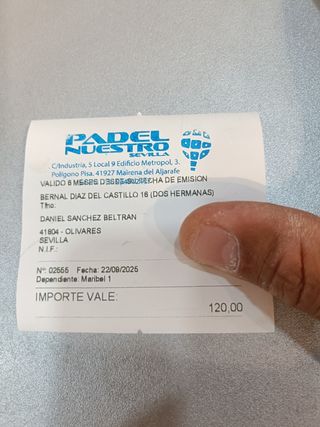 PADEL
NUESTRO
SEVILLA
C/Industria, 5 Local 9 Edificio Metropol, 3.
Polígono Pisa. 41927 Mairena del Aljarafe
VALIDO 6 MESES DESDE FECHA DE EMISION
BERNAL DIAZ DEL CASTILLO 16 (DOS HERMANAS)
Tfno:
DANIEL SANCHEZ BELTRAN
41804 - OLIVARES
SEVILLA
N.I.F.:
Nº: 02555 Fecha: 22/09/2025
Dependiente: Maribel 1
IMPORTE VALE:
120,00